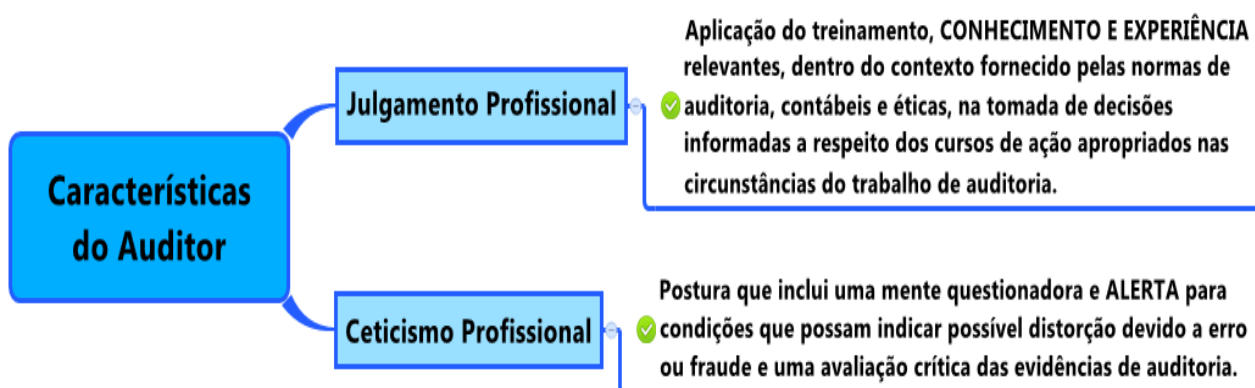 Características
do Auditor
Julgamento Profissional
Aplicação do treinamento, CONHECIMENTO E EXPERIÊNCIA
relevantes, dentro do contexto fornecido pelas normas de
auditoria, contábeis e éticas, na tomada de decisões
informadas a respeito dos cursos de ação apropriados nas
circunstâncias do trabalho de auditoria.
Ceticismo Profissional
Postura que inclui uma mente questionadora e ALERTA para
condições que possam indicar possível distorção devido a erro
ou fraude e uma avaliação crítica das evidências de auditoria.